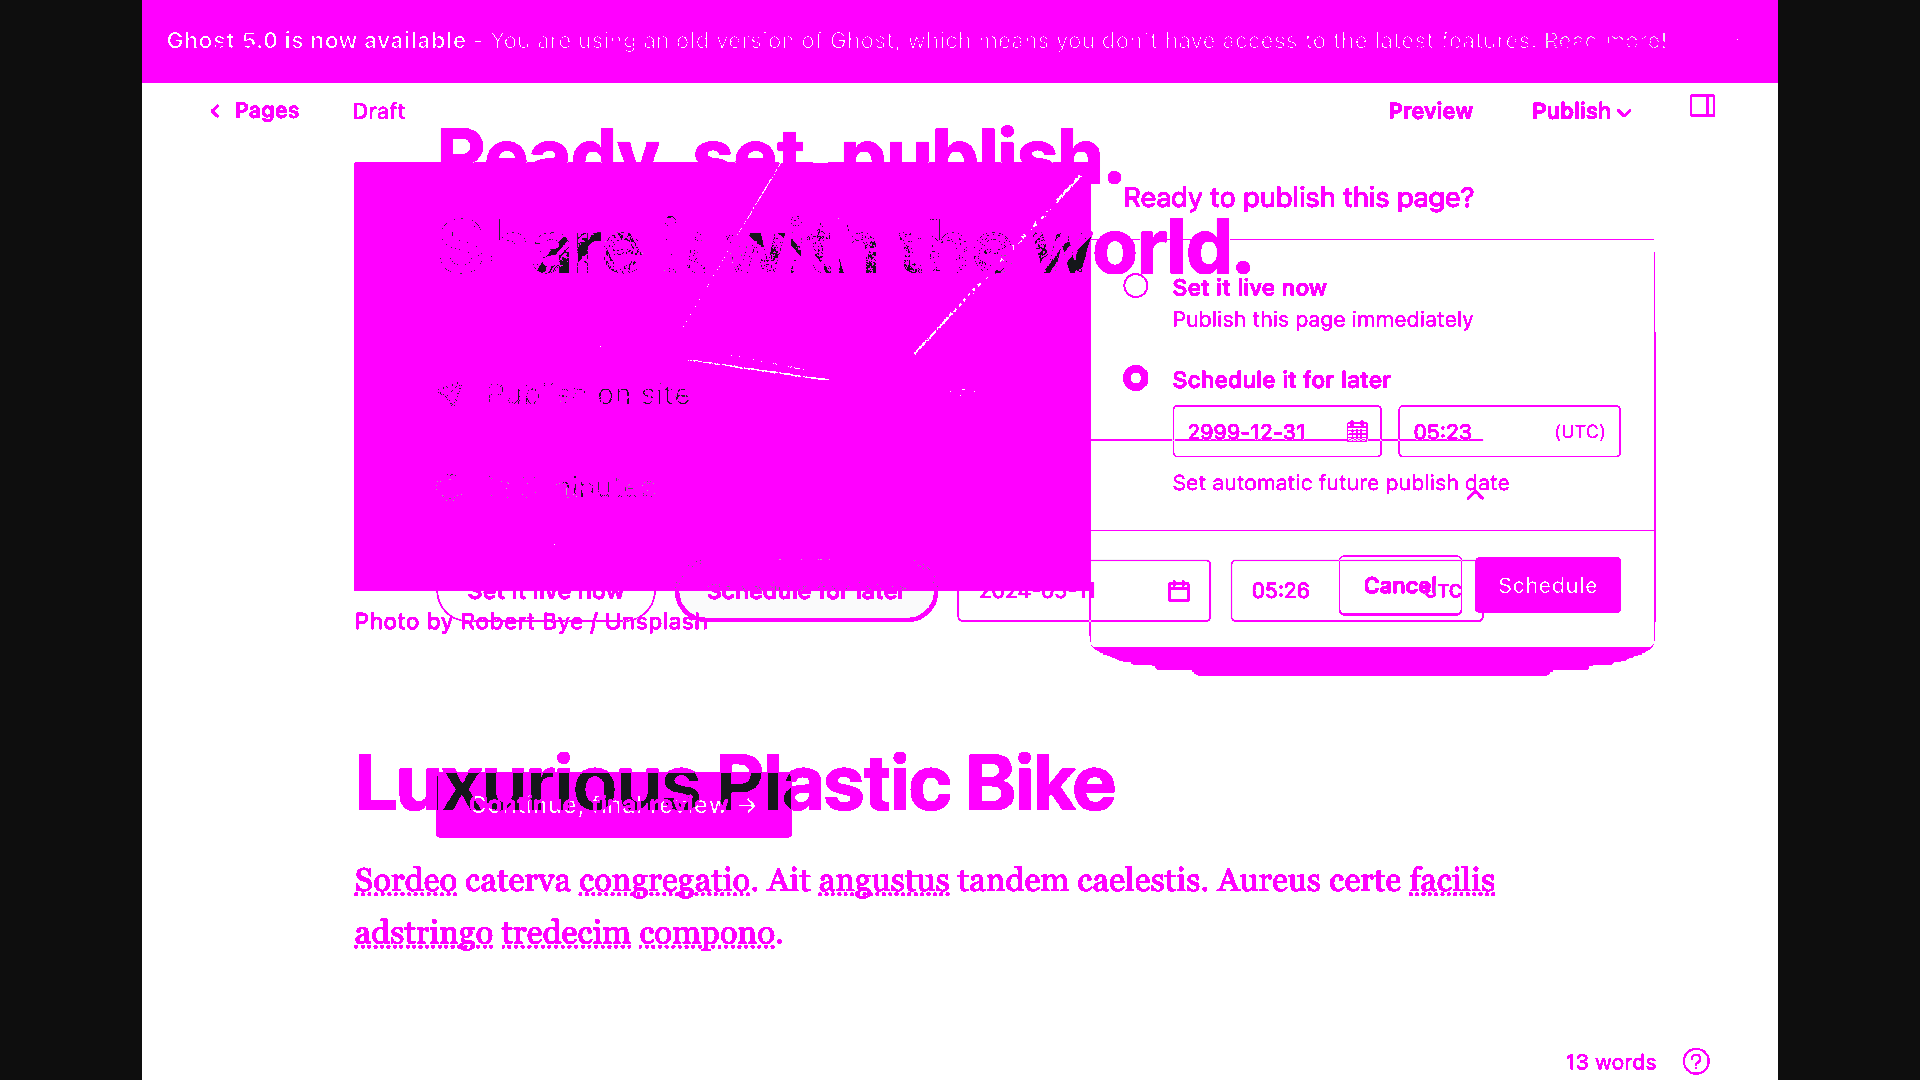 Ghost 5.0 is now available - You are using an old version of Ghost, which means you don't have access to the latest features. Read more!
Pages Draft Preview Publish
Ready, set, publish.
Share it with the world.
Ready to publish this page?
Set it live now
Publish this page immediately
Schedule it for later
2999-12-31 05:23 (UTC)
Set automatic future publish date
Publish on site
minutes
Set it live now Schedule for later 2024-05-11 05:26 UTC
Cancel Schedule
Photo by Robert Bye / Unsplash
Luxurious Plastic Bike
Continue, final review →
Sordeo caterva congregatio. Ait angustus tandem caelestis. Aureus certe facilis
adstringo tredecim compono.
13 words